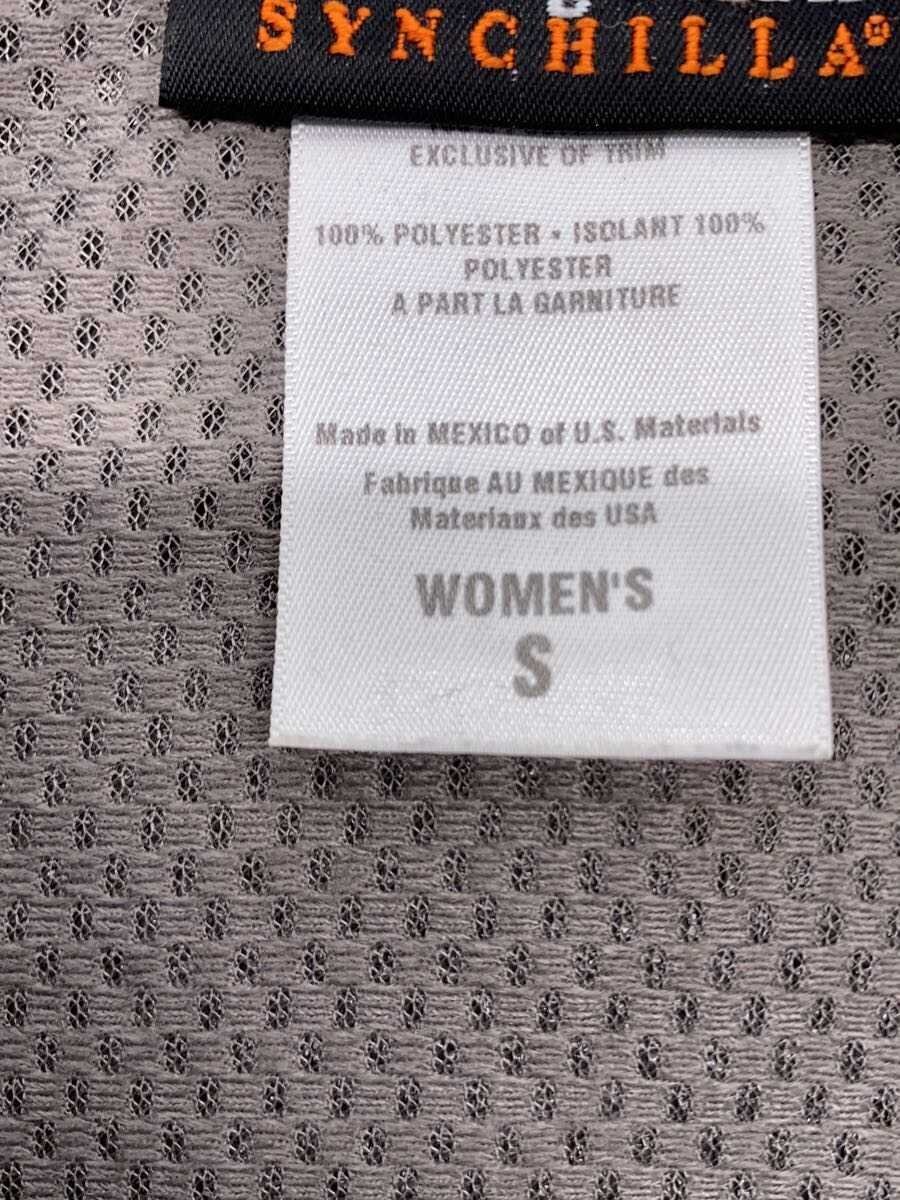 SYNCHILLA®
EXCLUSIVE OF TRIM
100% POLYESTER • ISOLANT 100%
POLYESTER
A PART LA GARNITURE
Made in MEXICO of U.S. Materials
Fabrique AU MEXIQUE des
Materiaux des USA
WOMEN'S
S